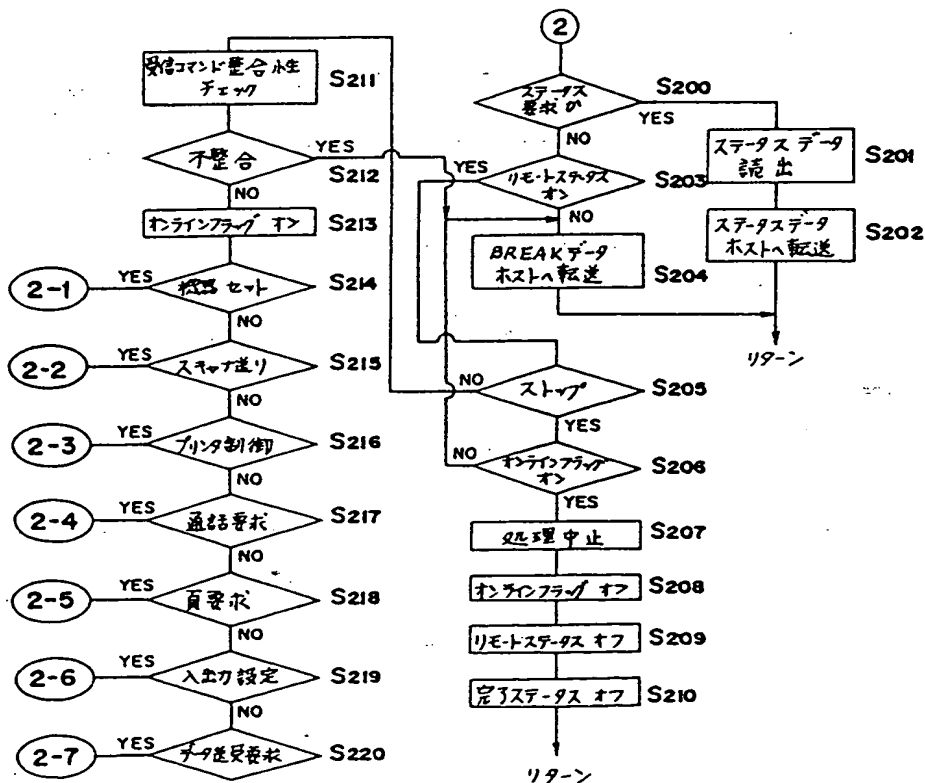 2
ステータス
要求か
S200
YES
NO
ステータス データ
読出
S201
ステータスデータ
ホストへ転送
S202
リターン
YES
リモートステータス
オン
S203
NO
BREAKデータ
ホストへ転送
S204
ストップ
S205
NO
YES
オンラインフラッグ
オン
S206
NO
YES
処理中止
S207
オンラインフラッグ オフ
S208
リモートステータス オフ
S209
完了ステータス オフ
S210
リターン
受信コマンド整合性
チェック
S211
不整合
YES
S212
NO
オンラインフラッグ オン
S213
2-1
YES
セット
S214
NO
2-2
YES
スキャナ送り
S215
NO
2-3
YES
プリンタ制御
S216
NO
2-4
YES
通話要求
S217
NO
2-5
YES
頁要求
S218
NO
2-6
YES
入出力設定
S219
NO
2-7
YES
データ送受要求
S220